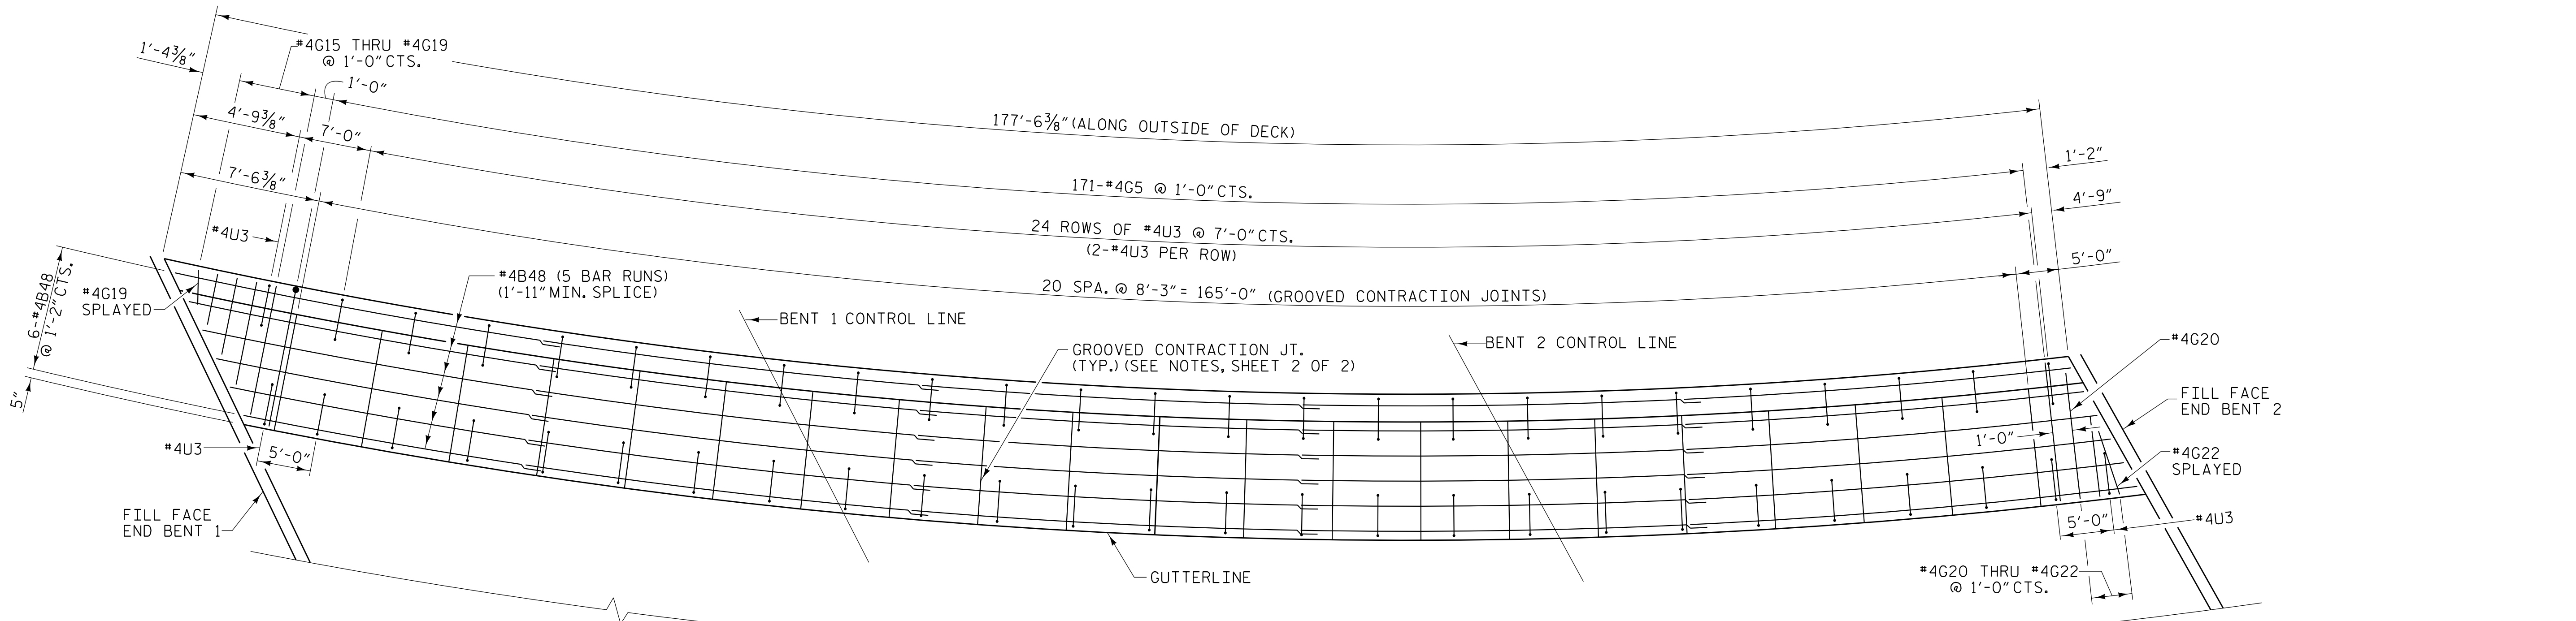 1'-4⅜"
#4G15 THRU #4G19
@ 1'-0" CTS.
1'-0"
177'-6⅜" (ALONG OUTSIDE OF DECK)
4'-9⅜"
7'-0"
1'-2"
171-#4G5 @ 1'-0" CTS.
4'-9"
7'-6⅜"
24 ROWS OF #4U3 @ 7'-0" CTS.
(2-#4U3 PER ROW)
#4U3
5'-0"
20 SPA. @ 8'-3" = 165'-0" (GROOVED CONTRACTION JOINTS)
#4B48 (5 BAR RUNS)
(1'-11" MIN. SPLICE)
6-#4B48
@ 1'-2" CTS.
#4G19
SPLAYED
BENT 1 CONTROL LINE
BENT 2 CONTROL LINE
#4G20
GROOVED CONTRACTION JT.
(TYP.) (SEE NOTES, SHEET 2 OF 2)
5"
FILL FACE
END BENT 2
1'-0"
#4U3
5'-0"
#4G22
SPLAYED
FILL FACE
END BENT 1
5'-0"
#4U3
GUTTERLINE
#4G20 THRU #4G22
@ 1'-0" CTS.